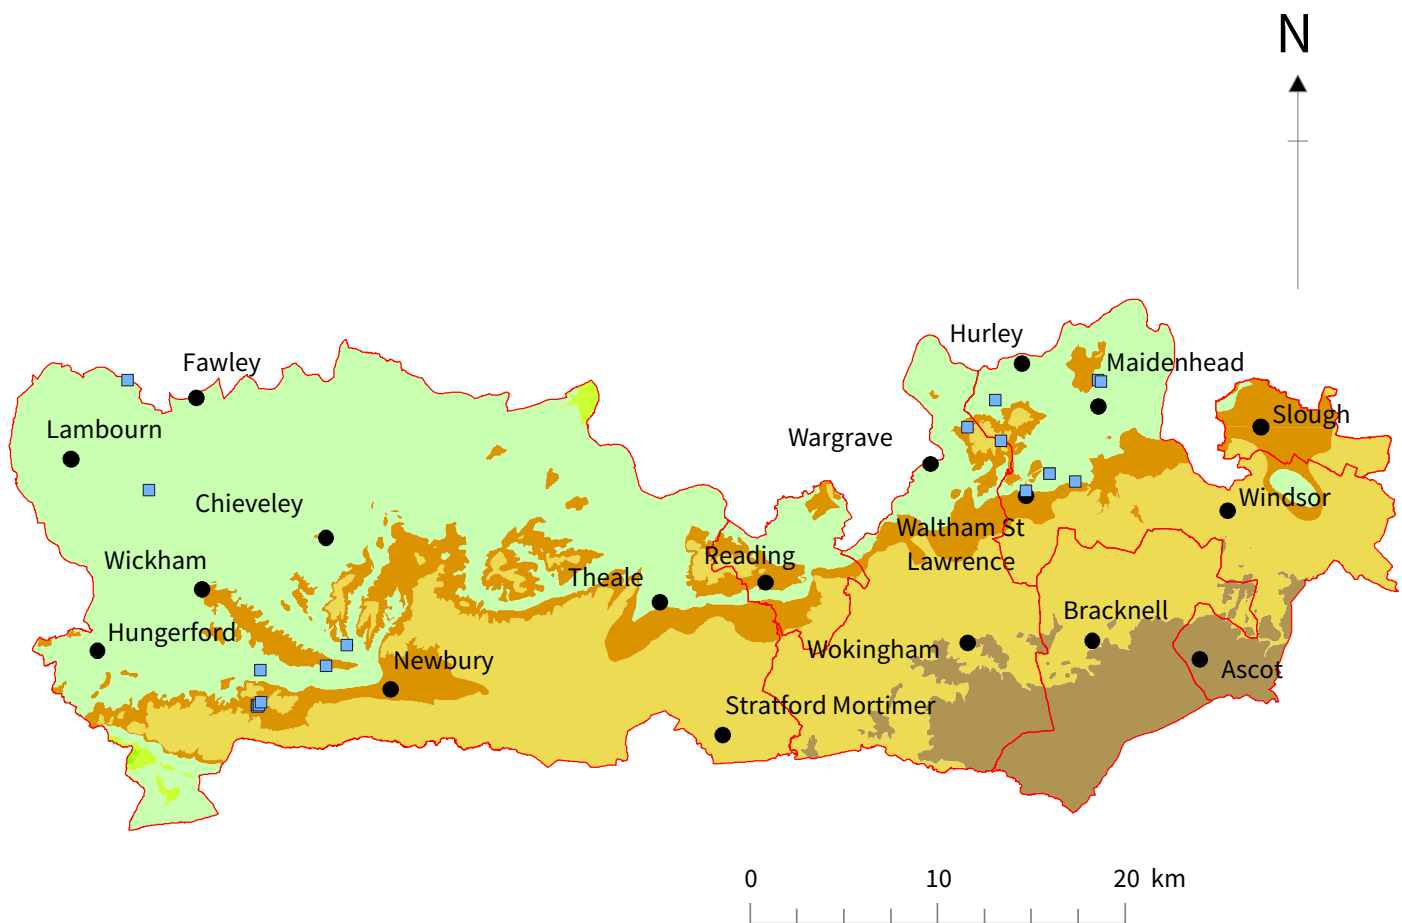 N
Hurley
Fawley
Maidenhead
Slough
Lambourn
Wargrave
Chieveley
Windsor
Waltham St
Lawrence
Wickham
Reading
Theale
Bracknell
Hungerford
Wokingham
Newbury
Ascot
Stratford Mortimer
0 10 20 km